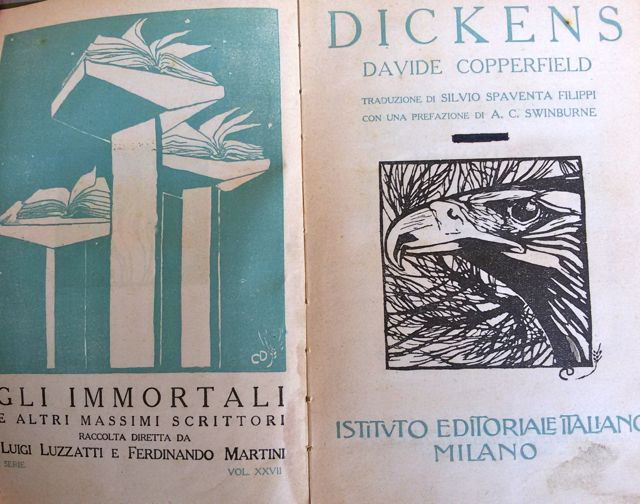 CD
GLI IMMORTALI
E ALTRI MASSIMI SCRITTORI
RACCOLTA DIRETTA DA
LUIGI LUZZATTI E FERDINANDO MARTINI
SERIE VOL. XXVII
DICKENS
DAVIDE COPPERFIELD
TRADUZIONE DI SILVIO SPAVENTA FILIPPI
CON UNA PREFAZIONE DI A. C. SWINBURNE
ISTITVTO EDITORIALE ITALIANO
MILANO